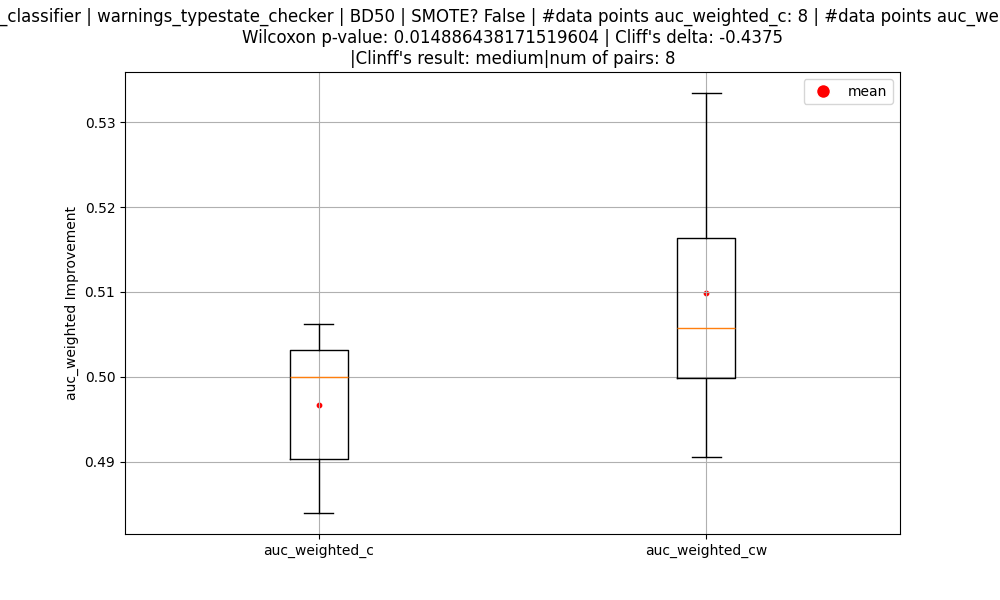 _classifier | warnings_typestate_checker | BD50 | SMOTE? False | #data points auc_weighted_c: 8 | #data points auc_we
Wilcoxon p-value: 0.014886438171519604 | Cliff's delta: -0.4375
|Clinff's result: medium|num of pairs: 8
mean
0.53
0.52
0.51
0.50
0.49
auc_weighted Improvement
auc_weighted_c
auc_weighted_cw